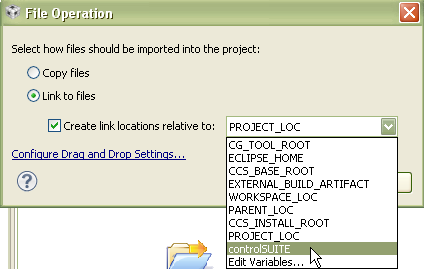 File Operation
Select how files should be imported into the project:
Copy files
Link to files
Create link locations relative to: PROJECT_LOC
CG_TOOL_ROOT
ECLIPSE_HOME
CCS_BASE_ROOT
Configure Drag and Drop Settings...
EXTERNAL_BUILD_ARTIFACT
WORKSPACE_LOC
PARENT_LOC
CCS_INSTALL_ROOT
PROJECT_LOC
controlSUITE
Edit Variables...